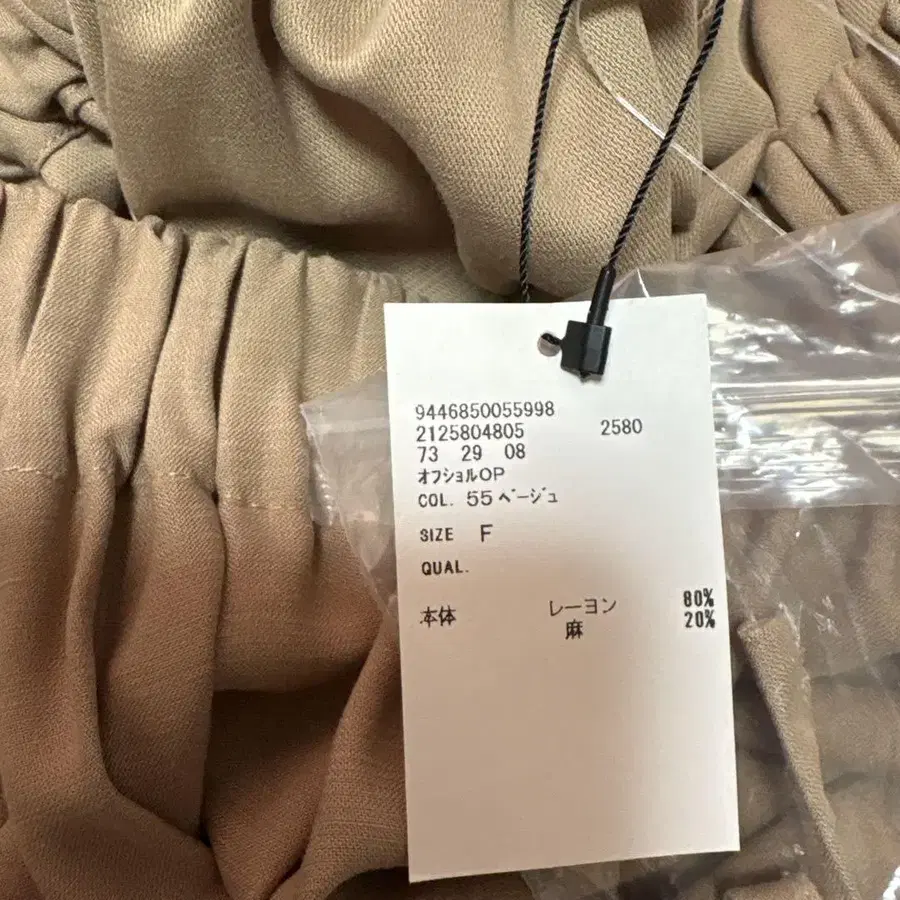 9446850055998
2125804805 2580
73 29 08
ｵﾌｼｮﾙOP
COL. 55 ﾍﾞｰｼﾞｭ
SIZE F
QUAL.
本体 レーヨン 80%
麻 20%